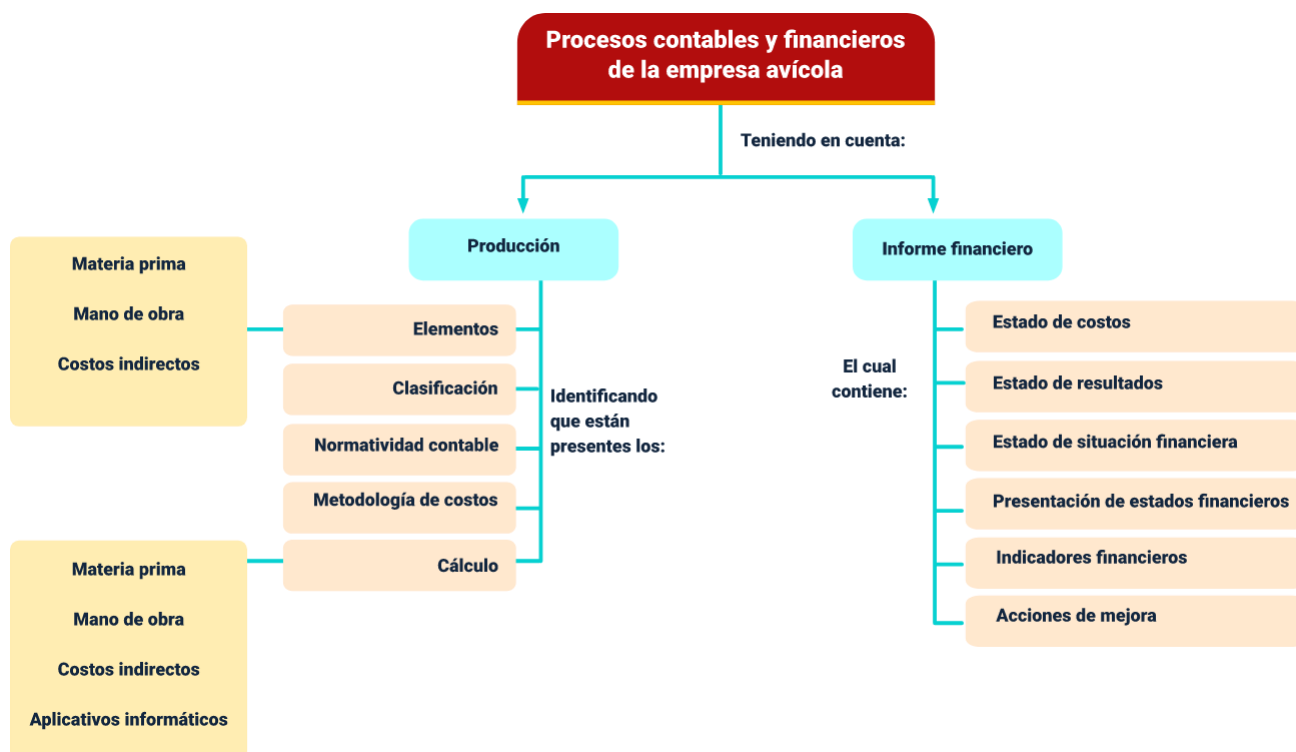 Procesos contables y financieros
de la empresa avícola
Teniendo en cuenta:
Producción
Informe financiero
Materia prima
Mano de obra
Costos indirectos
Elementos
Clasificación
Normatividad contable
Metodología de costos
Cálculo
Identificando
que están
presentes los:
Materia prima
Mano de obra
Costos indirectos
Aplicativos informáticos
El cual
contiene:
Estado de costos
Estado de resultados
Estado de situación financiera
Presentación de estados financieros
Indicadores financieros
Acciones de mejora